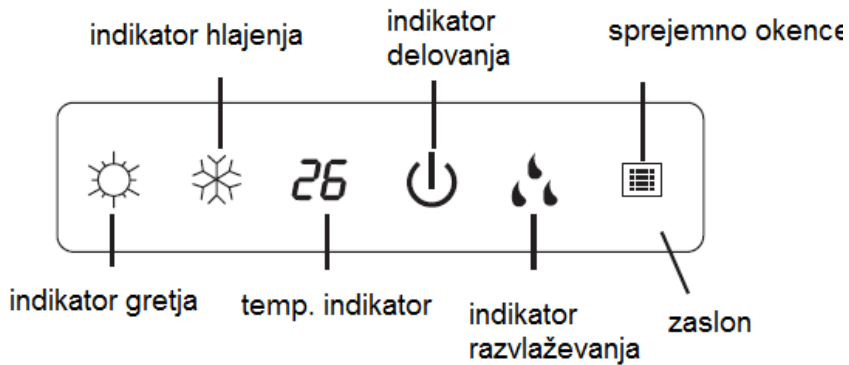 indikator hlajenja
indikator
delovanja
sprejemno okence
26
indikator gretja
temp. indikator
indikator
razvlaževanja
zaslon